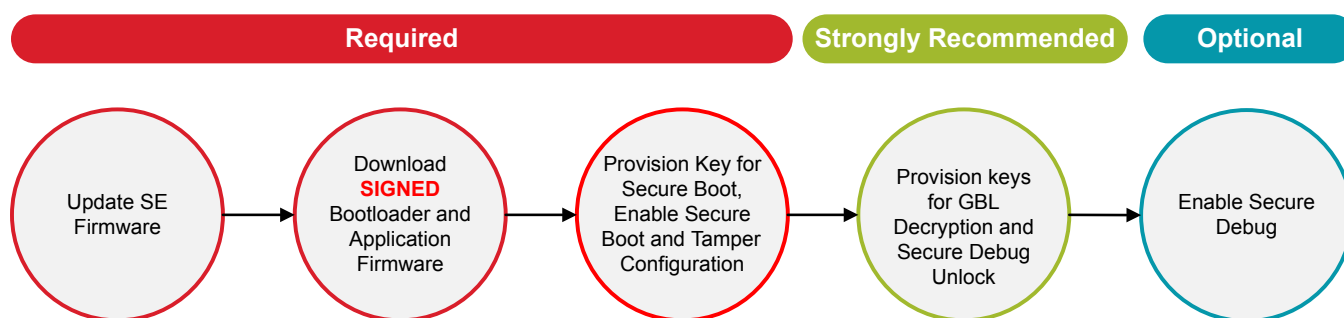 Required
Strongly Recommended
Optional
Update SE
Firmware
Download
SIGNED
Bootloader and
Application
Firmware
Provision Key for
Secure Boot,
Enable Secure
Boot and Tamper
Configuration
Provision keys
for GBL
Decryption and
Secure Debug
Unlock
Enable Secure
Debug